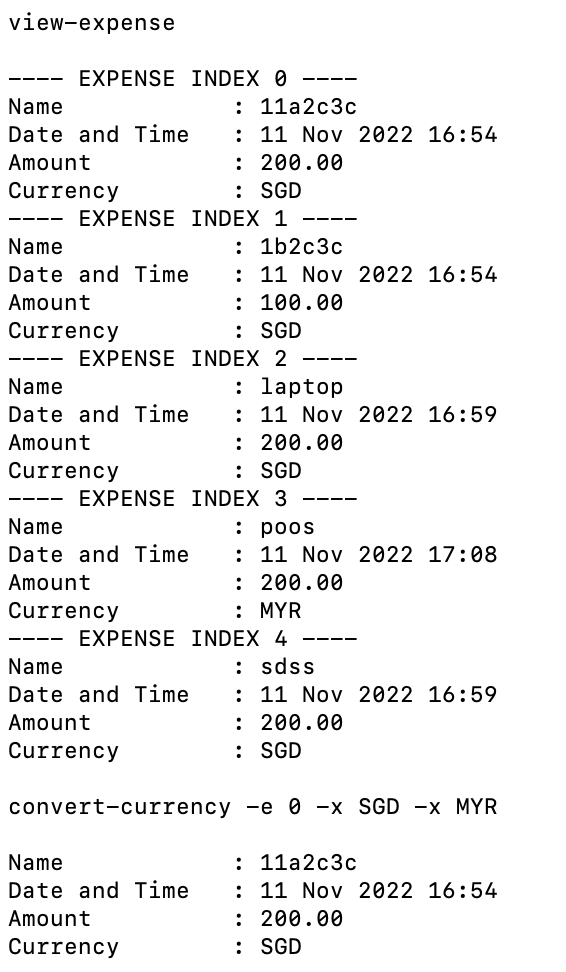 view-expense
---- EXPENSE INDEX 0 ----
Name : 11a2c3c
Date and Time : 11 Nov 2022 16:54
Amount : 200.00
Currency : SGD
---- EXPENSE INDEX 1 ----
Name : 1b2c3c
Date and Time : 11 Nov 2022 16:54
Amount : 100.00
Currency : SGD
---- EXPENSE INDEX 2 ----
Name : laptop
Date and Time : 11 Nov 2022 16:59
Amount : 200.00
Currency : SGD
---- EXPENSE INDEX 3 ----
Name : poos
Date and Time : 11 Nov 2022 17:08
Amount : 200.00
Currency : MYR
---- EXPENSE INDEX 4 ----
Name : sdss
Date and Time : 11 Nov 2022 16:59
Amount : 200.00
Currency : SGD
convert-currency -e 0 -x SGD -x MYR
Name : 11a2c3c
Date and Time : 11 Nov 2022 16:54
Amount : 200.00
Currency : SGD